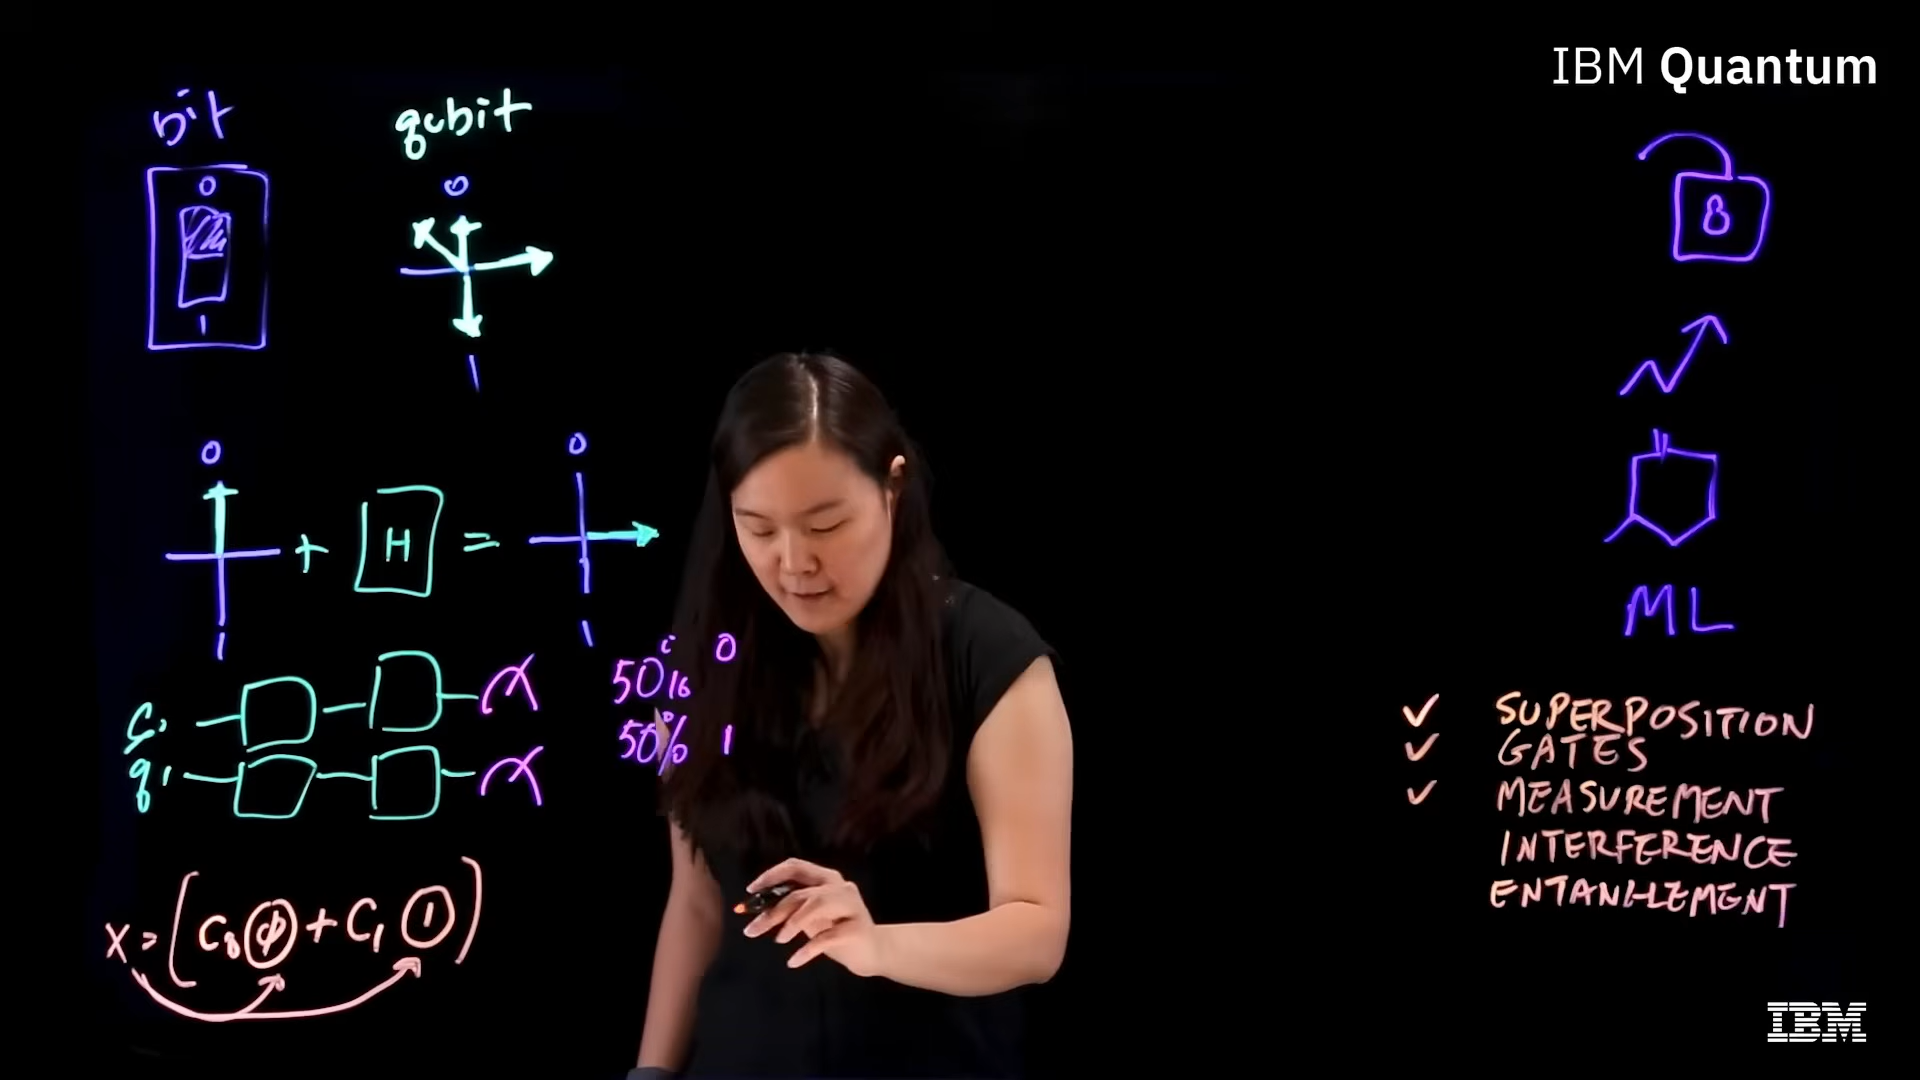 IBM Quantum
bit
qubit
0
1
0
1
8
0
1
+ H =
0
1
ML
50% 0
50% 1
q1
x = (C0 0 + C1 1)
✓ SUPERPOSITION
✓ GATES
✓ MEASUREMENT
INTERFERENCE
ENTANGLEMENT
IBM